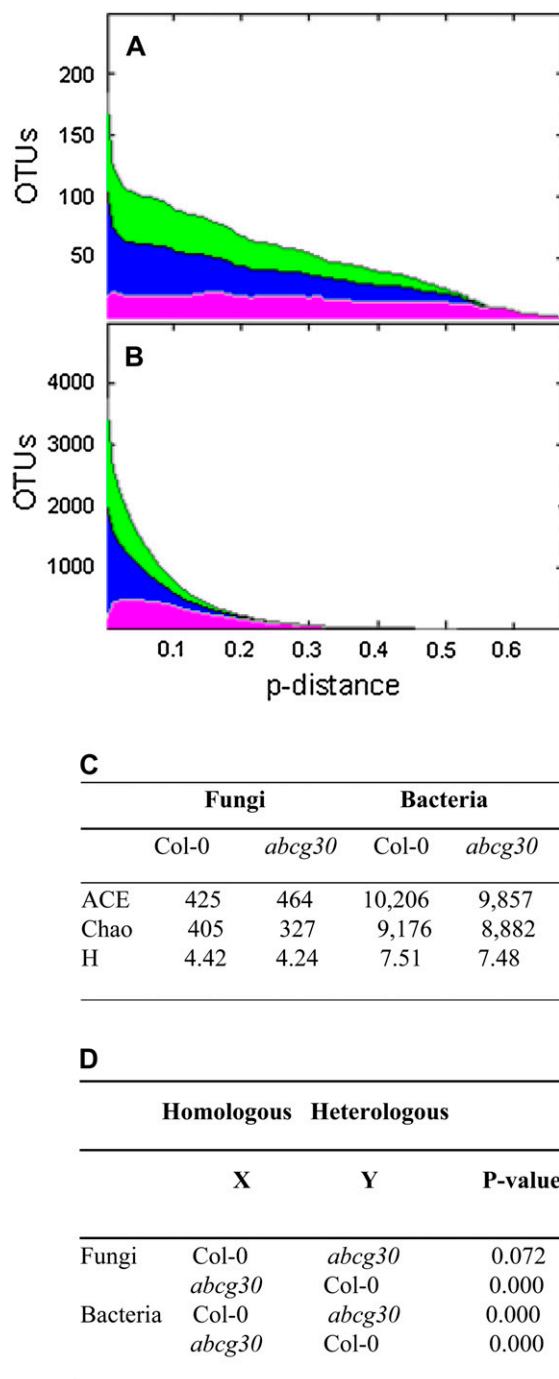 A
200
150
100
50
OTUs
B
4000
3000
2000
1000
OTUs
0.1 0.2 0.3 0.4 0.5 0.6
p-distance
C
Fungi Bacteria
Col-0 abcg30 Col-0 abcg30
ACE 425 464 10,206 9,857
Chao 405 327 9,176 8,882
H 4.42 4.24 7.51 7.48
D
Homologous Heterologous
X Y P-value
Fungi Col-0 abcg30 0.072
abcg30 Col-0 0.000
Bacteria Col-0 abcg30 0.000
abcg30 Col-0 0.000